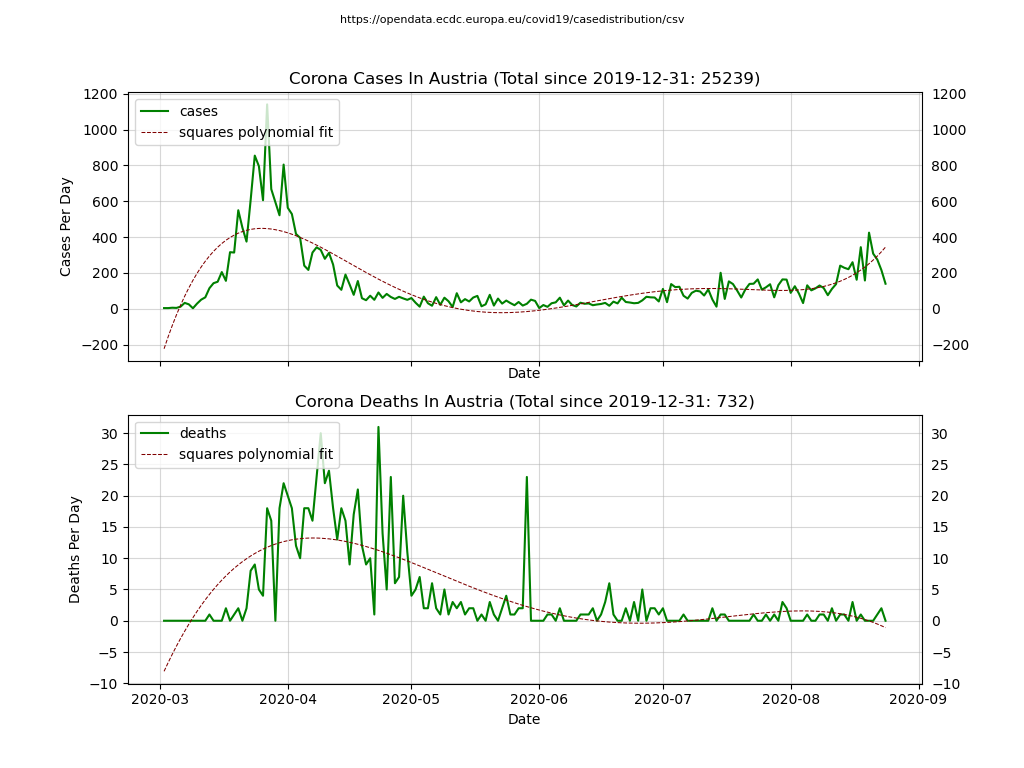 https://opendata.ecdc.europa.eu/covid19/casedistribution/csv
Corona Cases In Austria (Total since 2019-12-31: 25239)
cases
squares polynomial fit
Cases Per Day
1200 1200
1000 1000
800 800
600 600
400 400
200 200
0 0
−200 −200
Date
Corona Deaths In Austria (Total since 2019-12-31: 732)
deaths
squares polynomial fit
Deaths Per Day
30 30
25 25
20 20
15 15
10 10
5 5
0 0
−5 −5
−10 −10
2020-03 2020-04 2020-05 2020-06 2020-07 2020-08 2020-09
Date